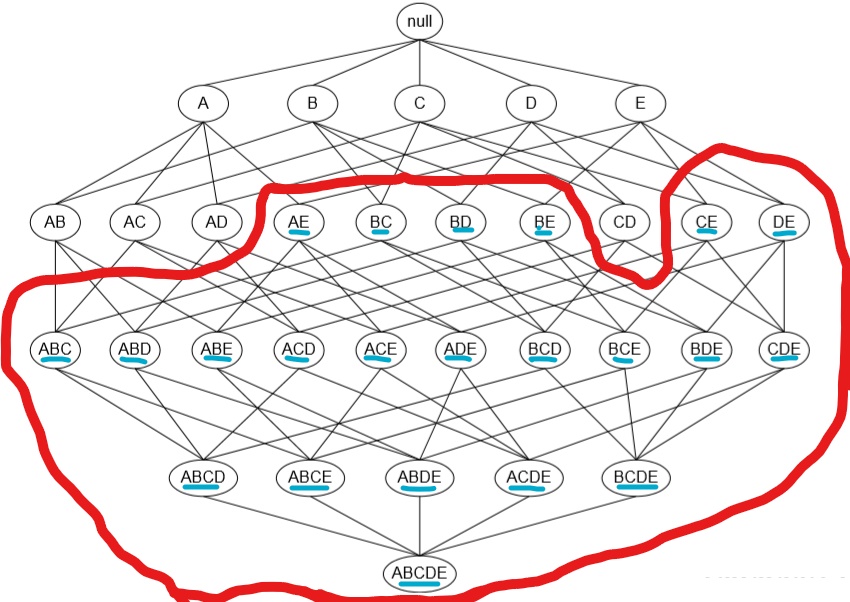 null
A B C D E
AB AC AD AE BC BD BE CD CE DE
ABC ABD ABE ACD ACE ADE BCD BCE BDE CDE
ABCD ABCE ABDE ACDE BCDE
ABCDE